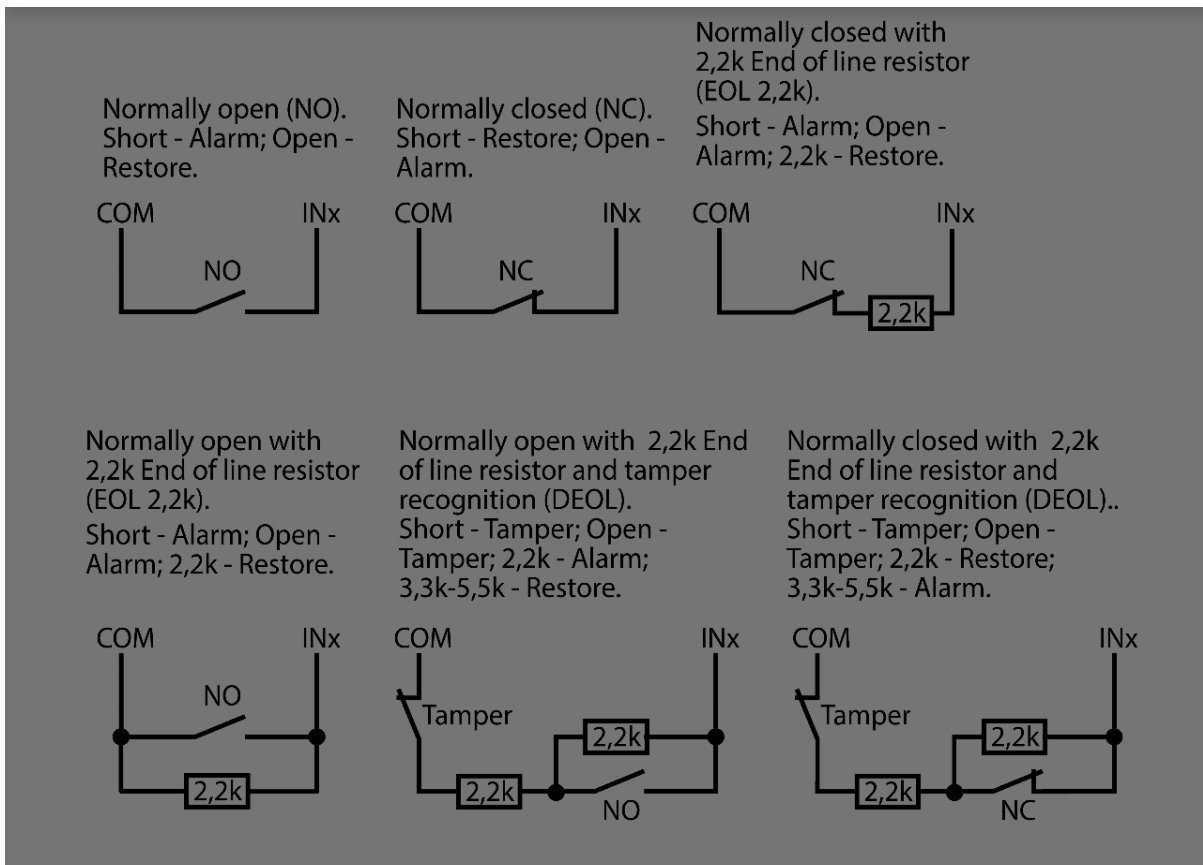 Normally open (NO).
Short - Alarm; Open -
Restore.
COM INx
NO
Normally closed (NC).
Short - Restore; Open -
Alarm.
COM INx
NC
Normally closed with
2,2k End of line resistor
(EOL 2,2k).
Short - Alarm; Open -
Alarm; 2,2k - Restore.
COM INx
NC
2,2k
Normally open with
2,2k End of line resistor
(EOL 2,2k).
Short - Alarm; Open -
Alarm; 2,2k - Restore.
COM INx
NO
2,2k
Normally open with 2,2k End
of line resistor and tamper
recognition (DEOL).
Short - Tamper; Open -
Tamper; 2,2k - Alarm;
3,3k-5,5k - Restore.
COM INx
Tamper
2,2k
2,2k
NO
Normally closed with 2,2k
End of line resistor and
tamper recognition (DEOL)..
Short - Tamper; Open -
Tamper; 2,2k - Restore;
3,3k-5,5k - Alarm.
COM INx
Tamper
2,2k
2,2k
NC